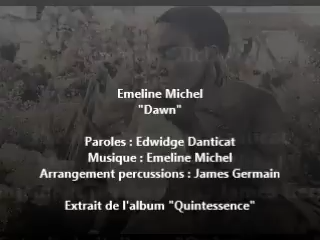 Emeline Michel
"Dawn"
Paroles : Edwidge Danticat
Musique : Emeline Michel
Arrangement percussions : James Germain
Extrait de l'album "Quintessence"